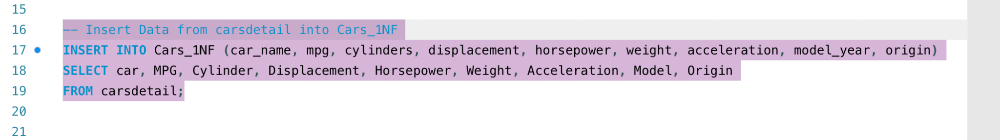 15
16 -- Insert Data from carsdetail into Cars_1NF
17 INSERT INTO Cars_1NF (car_name, mpg, cylinders, displacement, horsepower, weight, acceleration, model_year, origin)
18 SELECT car, MPG, Cylinder, Displacement, Horsepower, Weight, Acceleration, Model, Origin
19 FROM carsdetail;
20
21